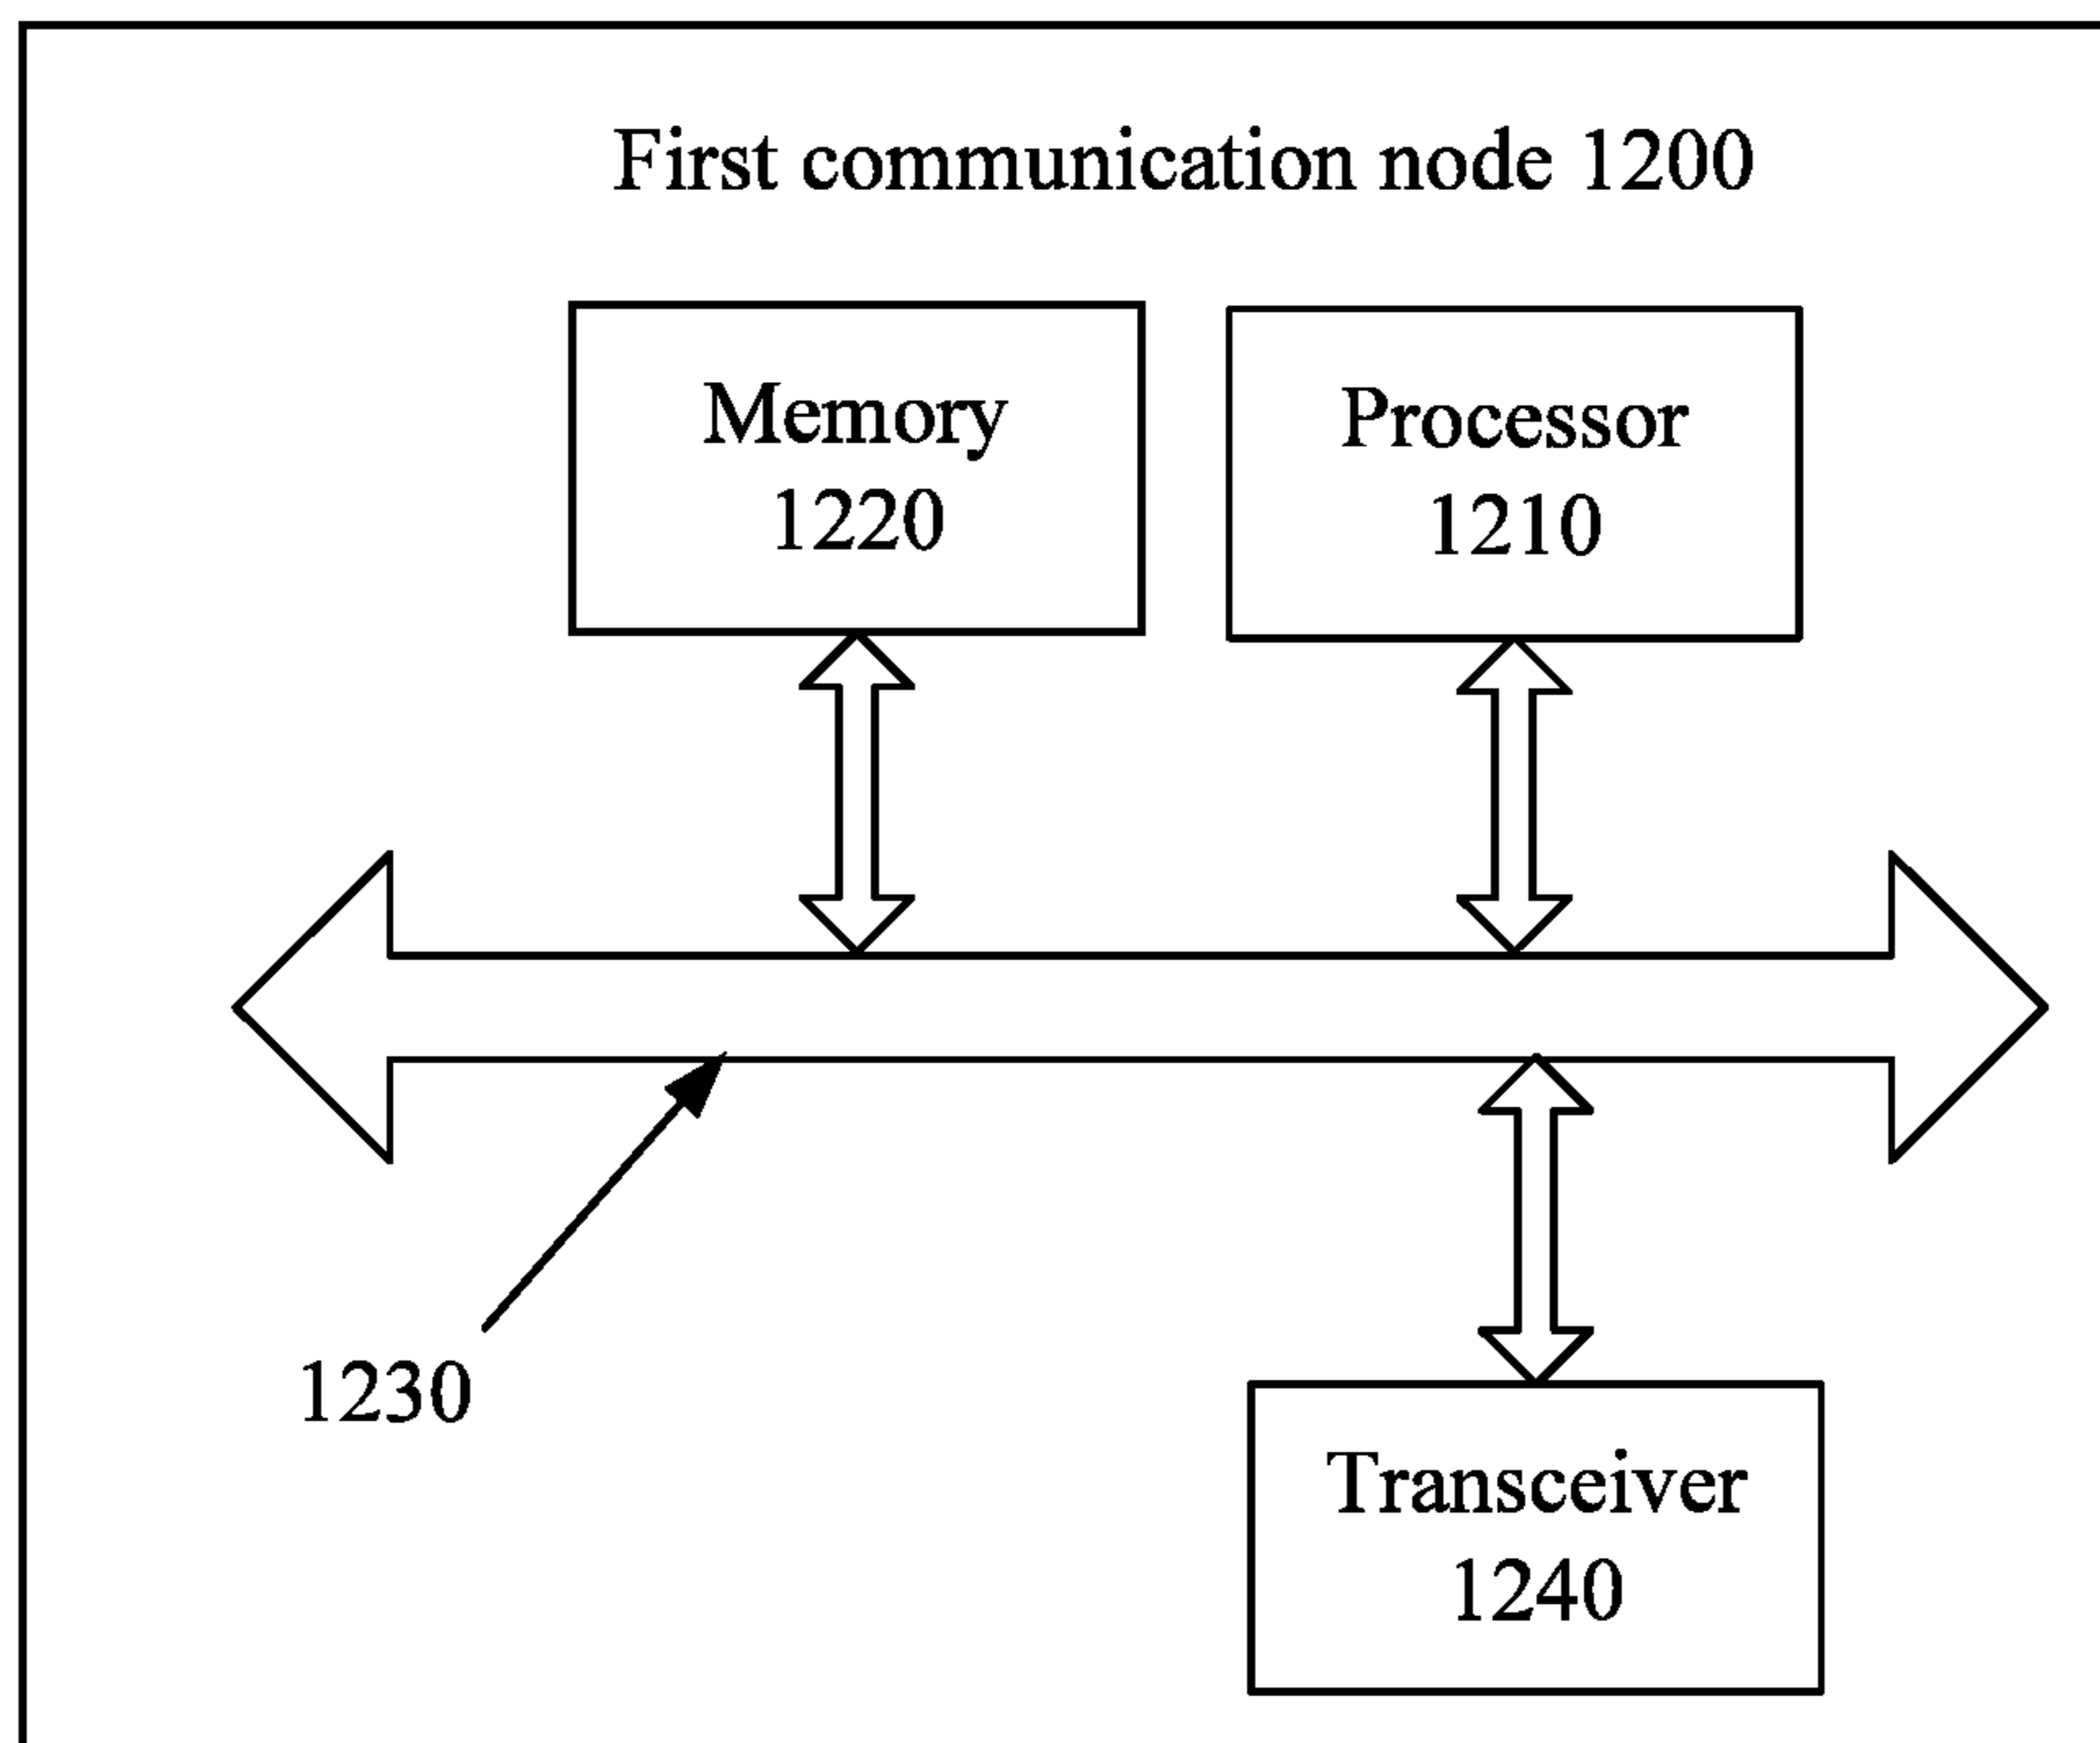 First communication node 1200
Memory
1220
Processor
1210
1230
Transceiver
1240